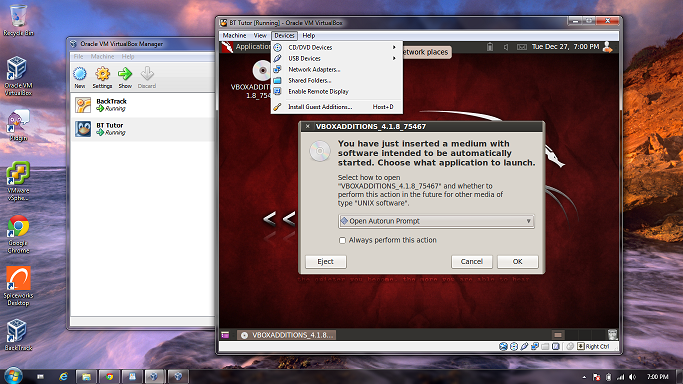 Recycle Bin
Oracle VM
VirtualBox
Pidgin
VMware
vSphe...
Google
Chrome
Spiceworks
Desktop
BackTrack
Oracle VM VirtualBox Manager
File Machine Help
New Settings Show Discard
BackTrack
Running
BT Tutor
Running
BT Tutor [Running] - Oracle VM VirtualBox
Machine View Devices Help
CD/DVD Devices
USB Devices
Network Adapters...
Shared Folders...
Enable Remote Display
Install Guest Additions... Host+D
Application
etwork places
Tue Dec 27, 7:00 PM
VBOXADDITIONS_4.
1.8_754
VBOXADDITIONS_4.1.8_75467
You have just inserted a medium with
software intended to be automatically
started. Choose what application to launch.
Select how to open
"VBOXADDITIONS_4.1.8_75467" and whether to
perform this action in the future for other media of
type "UNIX software".
Open Autorun Prompt
Always perform this action
Eject Cancel OK
<<
VBOXADDITIONS_4.1.8...
Right Ctrl
7:00 PM